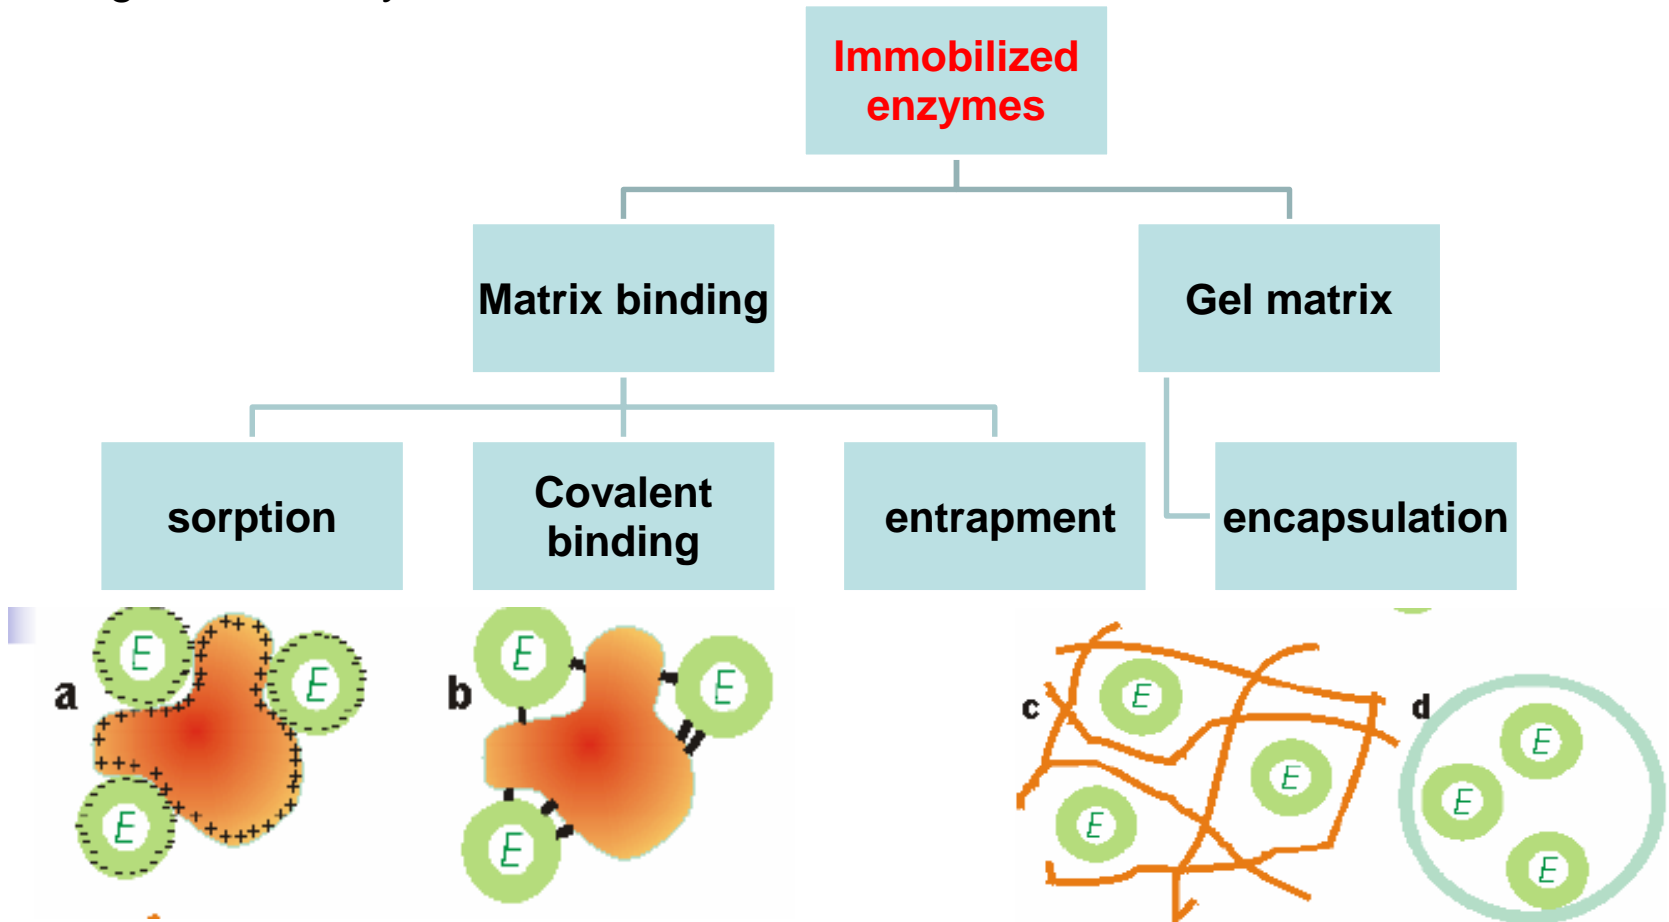 Immobilized
enzymes
Matrix binding
Gel matrix
sorption
Covalent
binding
entrapment
encapsulation
a
E
E
E
b
E
E
E
c
E
E
E
d
E
E
E